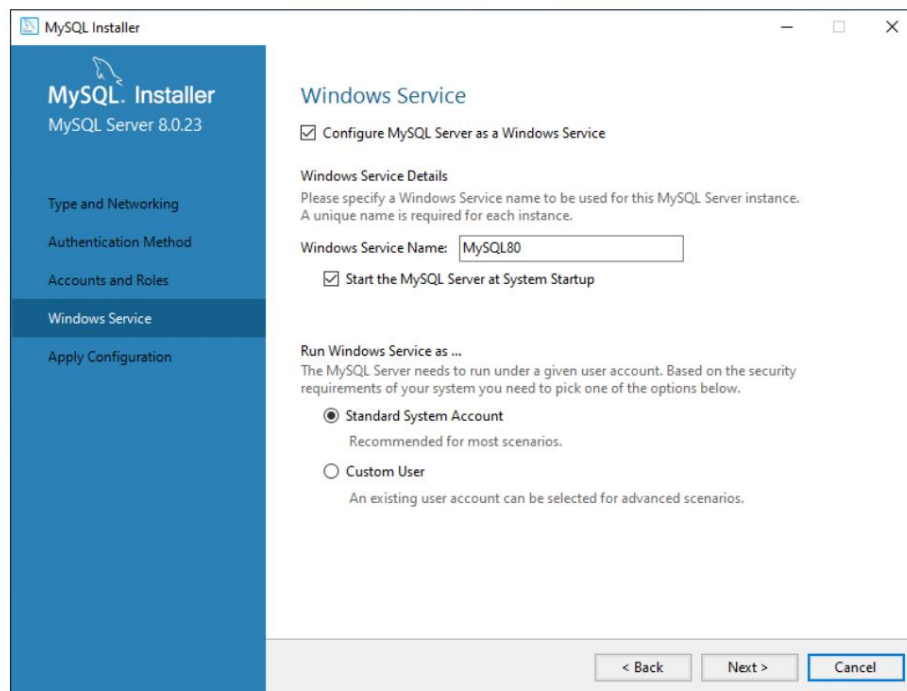 MySQL Installer
MySQL. Installer
MySQL Server 8.0.23
Type and Networking
Authentication Method
Accounts and Roles
Windows Service
Apply Configuration
Windows Service
Configure MySQL Server as a Windows Service
Windows Service Details
Please specify a Windows Service name to be used for this MySQL Server instance.
A unique name is required for each instance.
Windows Service Name: MySQL80
Start the MySQL Server at System Startup
Run Windows Service as ...
The MySQL Server needs to run under a given user account. Based on the security
requirements of your system you need to pick one of the options below.
Standard System Account
Recommended for most scenarios.
Custom User
An existing user account can be selected for advanced scenarios.
< Back Next > Cancel